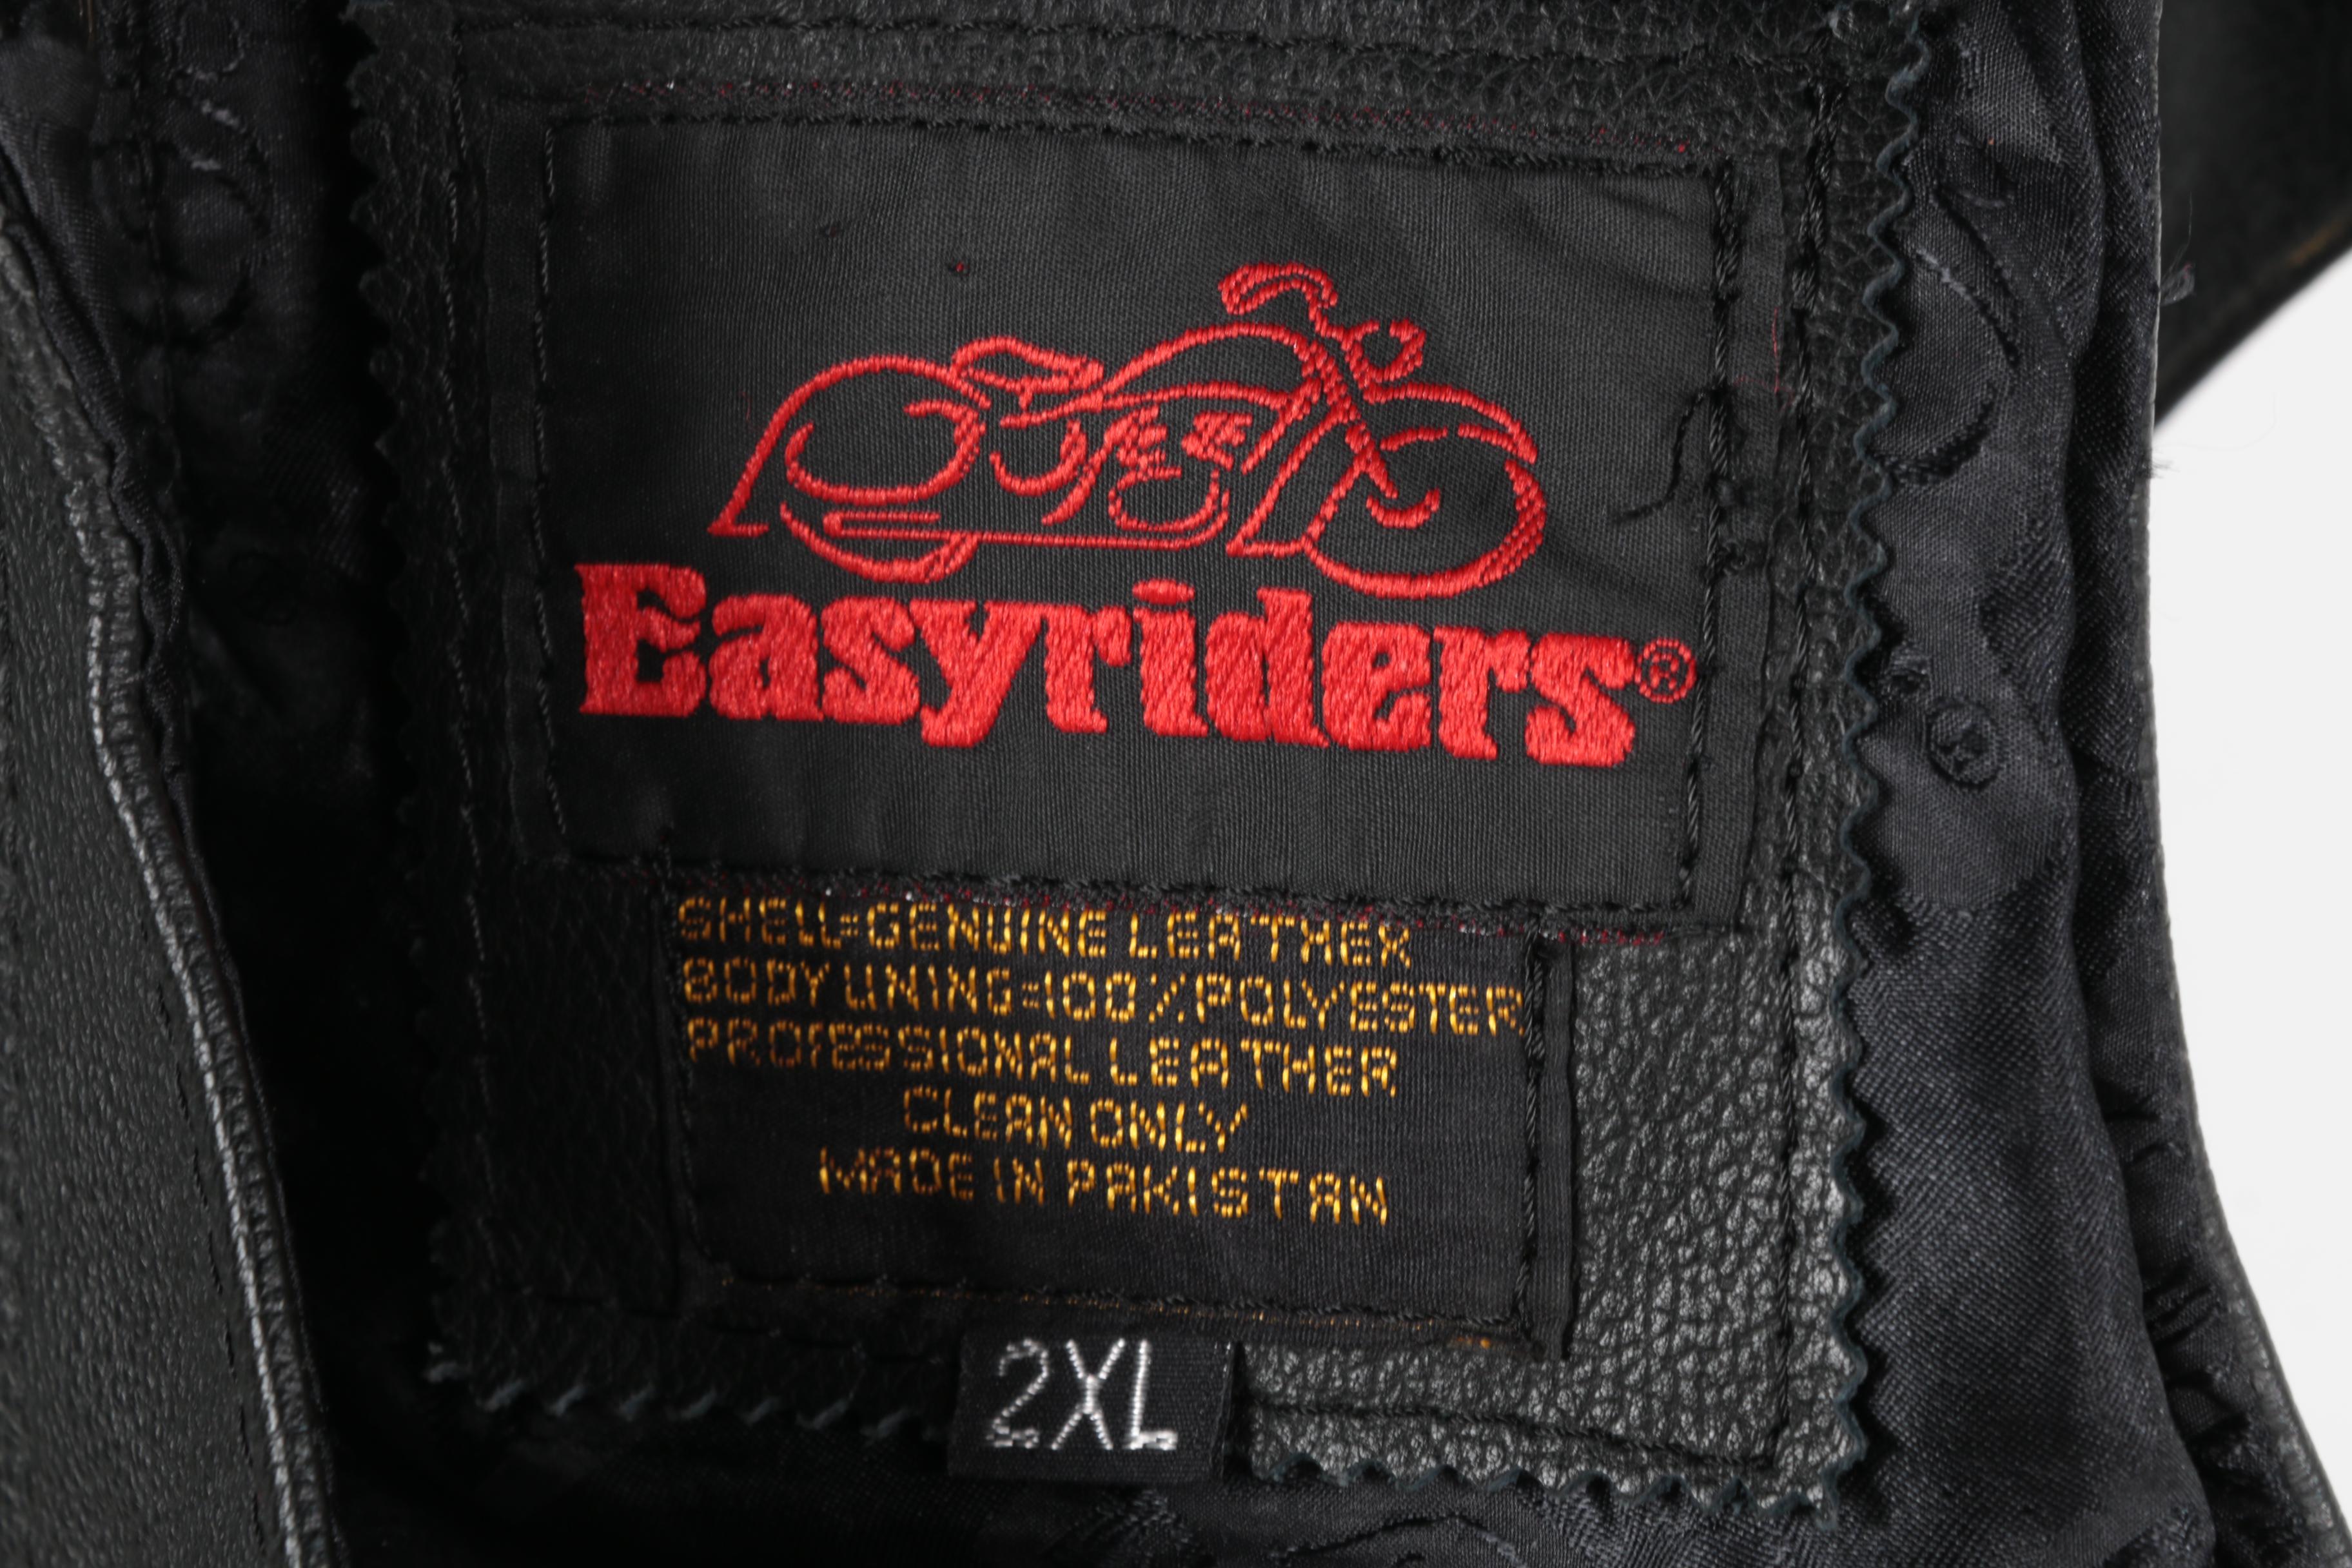 Easyriders®
SHELL=GENUINE LEATHER
BODY LINING=100%POLYESTER
PROFESSIONAL LEATHER
CLEAN ONLY
MADE IN PAKISTAN
2XL